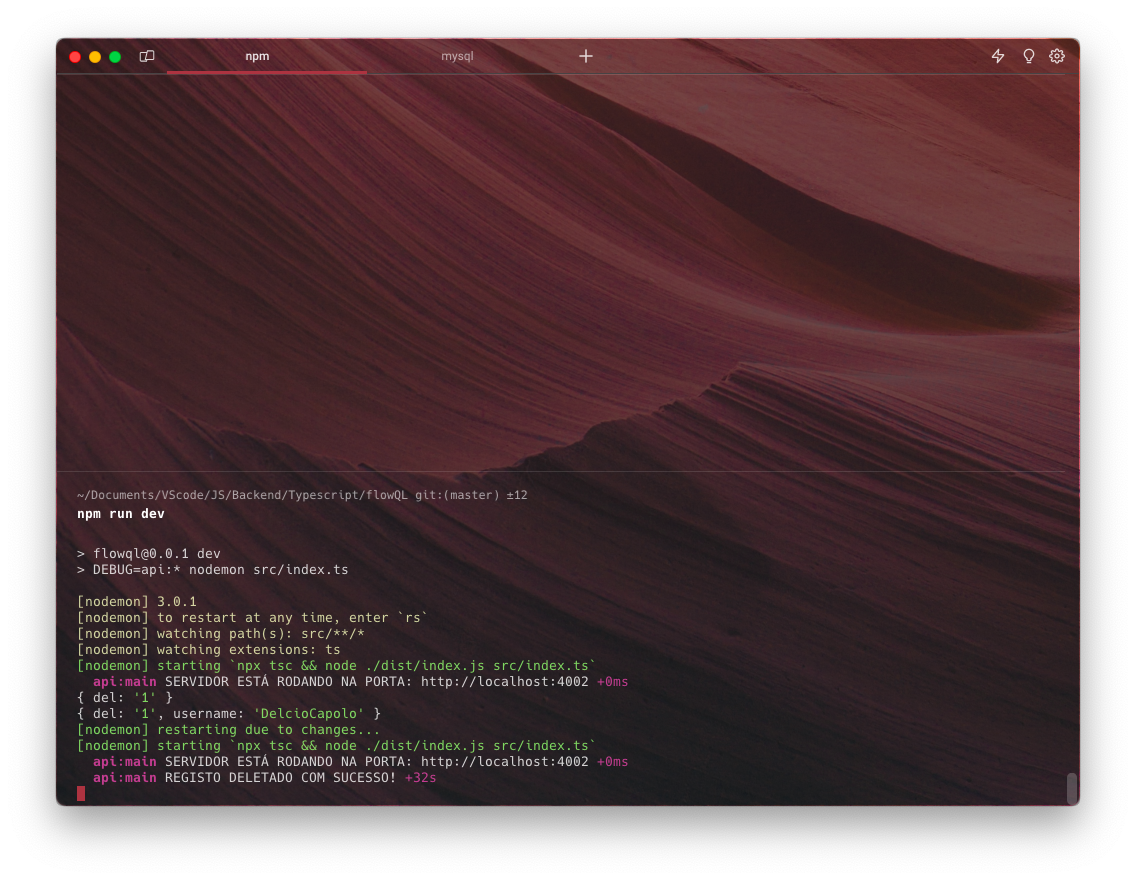 npm
mysql
~/Documents/VScode/JS/Backend/Typescript/flowQL git:(master) ±12
npm run dev
> flowql@0.0.1 dev
> DEBUG=api:* nodemon src/index.ts
[nodemon] 3.0.1
[nodemon] to restart at any time, enter `rs`
[nodemon] watching path(s): src/**/*
[nodemon] watching extensions: ts
[nodemon] starting `npx tsc && node ./dist/index.js src/index.ts`
  api:main SERVIDOR ESTÁ RODANDO NA PORTA: http://localhost:4002 +0ms
{ del: '1' }
{ del: '1', username: 'DelcioCapolo' }
[nodemon] restarting due to changes...
[nodemon] starting `npx tsc && node ./dist/index.js src/index.ts`
  api:main SERVIDOR ESTÁ RODANDO NA PORTA: http://localhost:4002 +0ms
  api:main REGISTO DELETADO COM SUCESSO! +32s